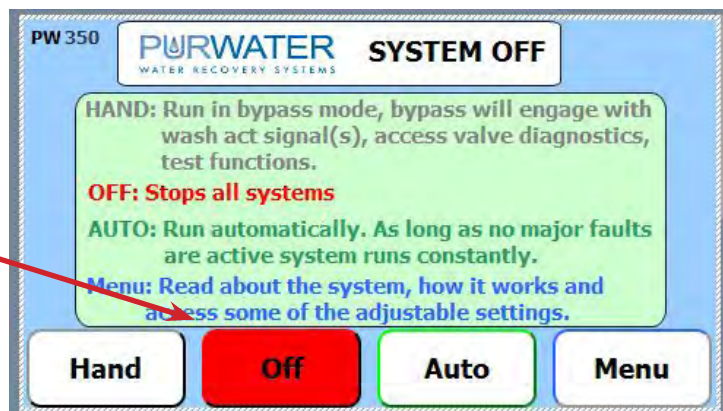 PW 350
PURWATER
WATER RECOVERY SYSTEMS
SYSTEM OFF
HAND: Run in bypass mode, bypass will engage with
wash act signal(s), access valve diagnostics,
test functions.
OFF: Stops all systems
AUTO: Run automatically. As long as no major faults
are active system runs constantly.
Menu: Read about the system, how it works and
access some of the adjustable settings.
Hand
Off
Auto
Menu